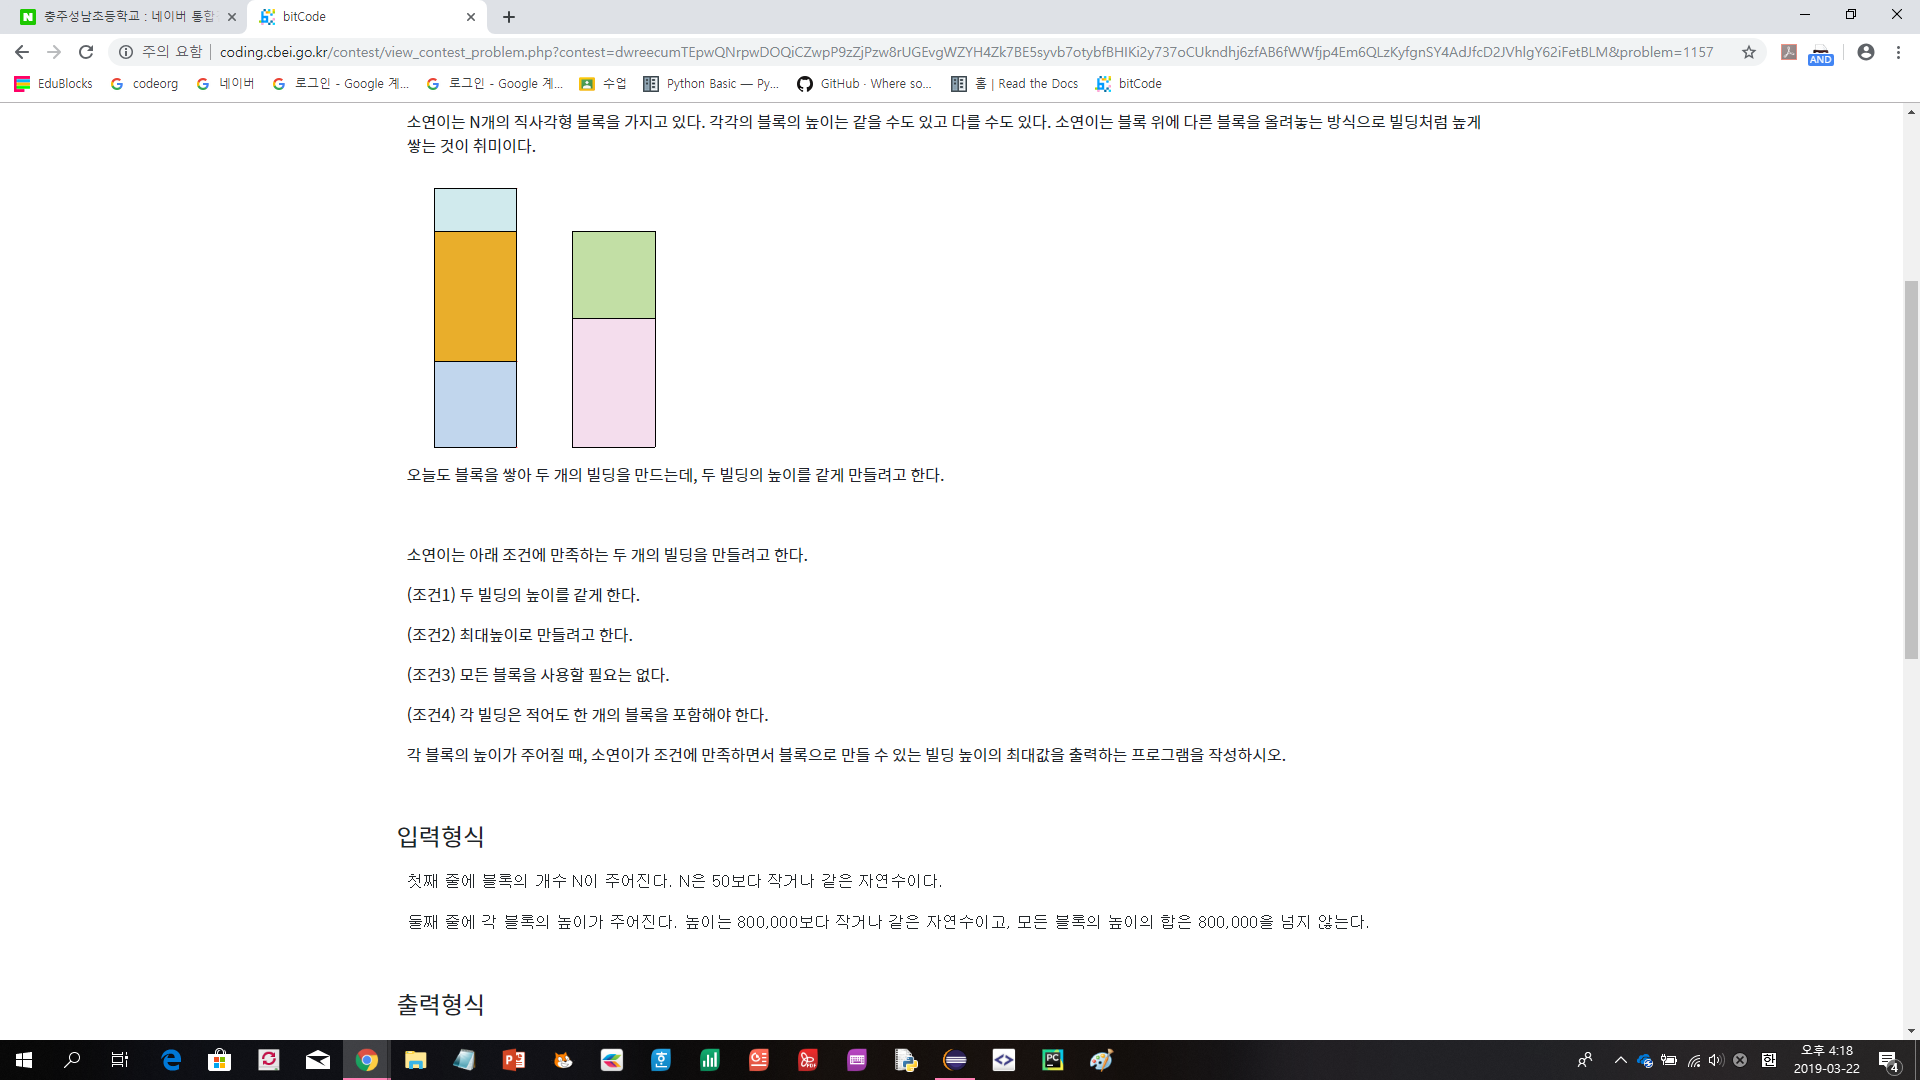 충주성남초등학교 : 네이버 통합
bitCode
주의 요함
coding.cbei.go.kr/contest/view_contest_problem.php?contest=dwreecumTEpwQNrpwDOQiCZwpP9zZjPzw8rUGEvgWZYH4Zk7BE5syvb7otybfBHIKi2y737oCUkndhj6zfAB6fWWfjp4Em6QLzKyfgnSY4AdJfcD2JVhlgY62iFetBLM&problem=1157
AND
EduBlocks codeorg 네이버 로그인 - Google 계... 로그인 - Google 계... 수업 Python Basic — Py... GitHub · Where so... 홈 | Read the Docs bitCode
소연이는 N개의 직사각형 블록을 가지고 있다. 각각의 블록의 높이는 같을 수도 있고 다를 수도 있다. 소연이는 블록 위에 다른 블록을 올려놓는 방식으로 빌딩처럼 높게
쌓는 것이 취미이다.
오늘도 블록을 쌓아 두 개의 빌딩을 만드는데, 두 빌딩의 높이를 같게 만들려고 한다.
소연이는 아래 조건에 만족하는 두 개의 빌딩을 만들려고 한다.
(조건1) 두 빌딩의 높이를 같게 한다.
(조건2) 최대높이로 만들려고 한다.
(조건3) 모든 블록을 사용할 필요는 없다.
(조건4) 각 빌딩은 적어도 한 개의 블록을 포함해야 한다.
각 블록의 높이가 주어질 때, 소연이가 조건에 만족하면서 블록으로 만들 수 있는 빌딩 높이의 최대값을 출력하는 프로그램을 작성하시오.
입력형식
첫째 줄에 블록의 개수 N이 주어진다. N은 50보다 작거나 같은 자연수이다.
둘째 줄에 각 블록의 높이가 주어진다. 높이는 800,000보다 작거나 같은 자연수이고, 모든 블록의 높이의 합은 800,000을 넘지 않는다.
출력형식
오후 4:18
2019-03-22
4